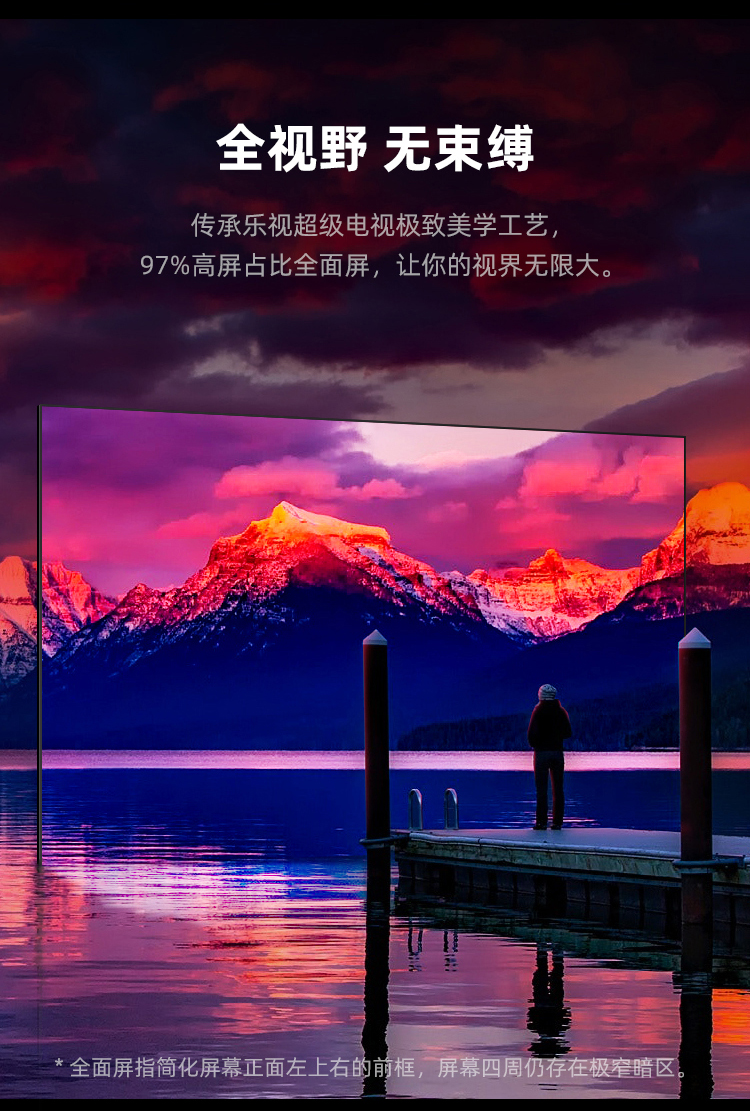 全视野 无束缚
传承乐视超级电视极致美学工艺，
97%高屏占比全面屏，让你的视界无限大。
* 全面屏指简化屏幕正面左上右的前框，屏幕四周仍存在极窄暗区。